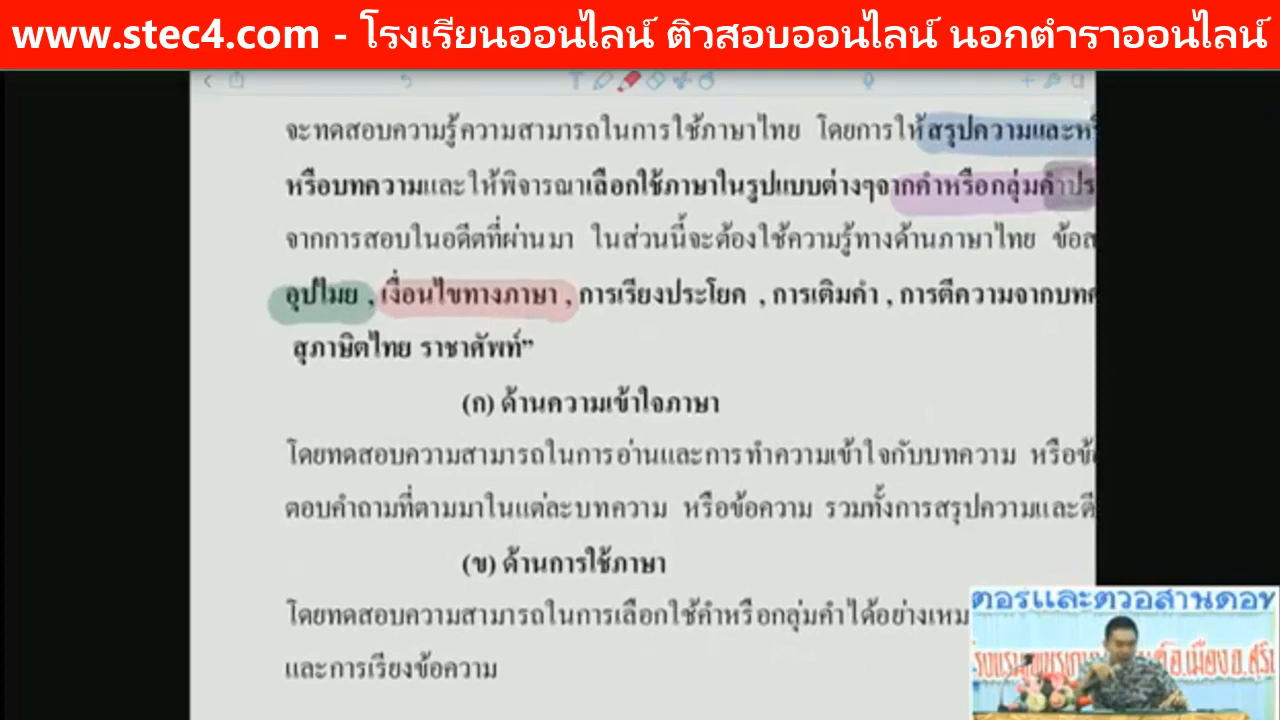 www.stec4.com - โรงเรียนออนไลน์ ติวสอบออนไลน์ นอกตำราออนไลน์
จะทดสอบความรู้ความสามารถในการใช้ภาษาไทย โดยการให้สรุปความและ
หรือบทความและให้พิจารณาเลือกใช้ภาษาในรูปแบบต่างๆจากคำหรือกลุ่มคำ
จากการสอบในอดีตที่ผ่านมา ในส่วนนี้จะต้องใช้ความรู้ทางด้านภาษาไทย
อุปไมย , เงื่อนไขทางภาษา , การเรียงประโยค , การเติมคำ , การตีความจาก
สุภาษิตไทย ราชาศัพท์”
(ก) ด้านความเข้าใจภาษา
โดยทดสอบความสามารถในการอ่านและการทำความเข้าใจกับบทความ หรือ
ตอบคำถามที่ตามมาในแต่ละบทความ หรือข้อความ รวมทั้งการสรุปความและ
(ข) ด้านการใช้ภาษา
โดยทดสอบความสามารถในการเลือกใช้คำหรือกลุ่มคำได้อย่าง
และการเรียงข้อความ